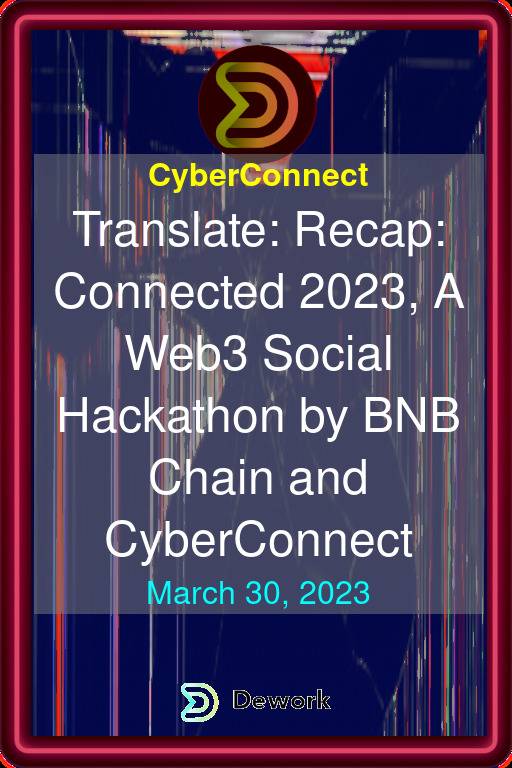 CyberConnect
Translate: Recap:
Connected 2023, A
Web3 Social
Hackathon by BNB
Chain and
CyberConnect
March 30, 2023
Dework